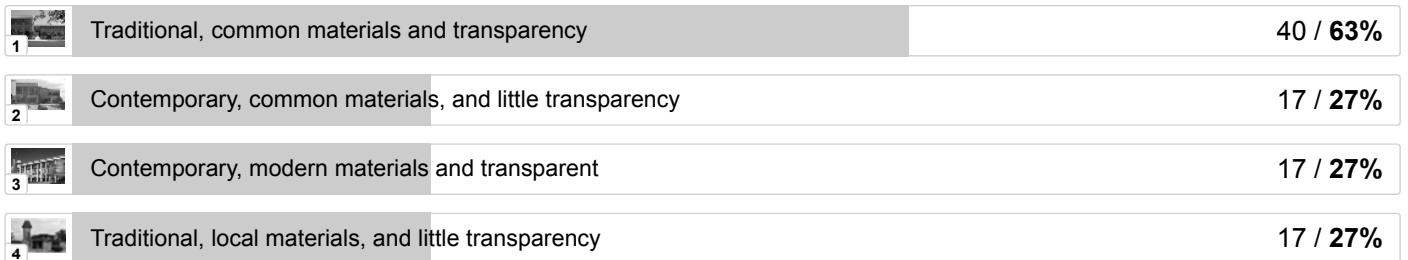 1 Traditional, common materials and transparency 40 / 63%
2 Contemporary, common materials, and little transparency 17 / 27%
3 Contemporary, modern materials and transparent 17 / 27%
4 Traditional, local materials, and little transparency 17 / 27%